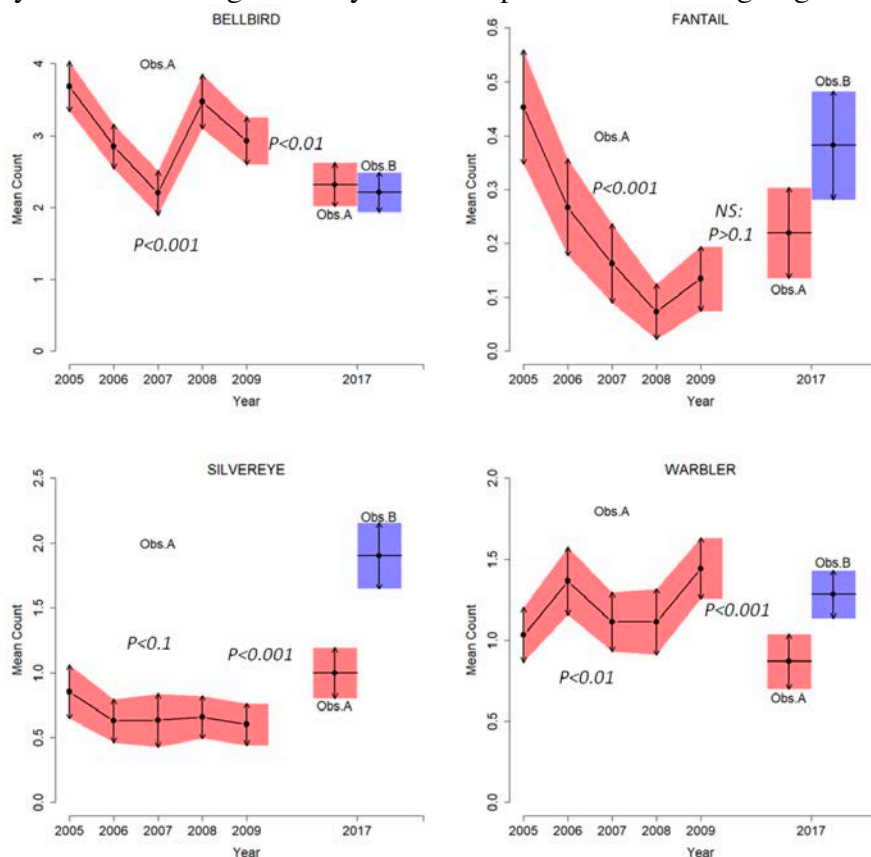 BELLBIRD
Mean Count
4
3
2
1
0
Obs.A
P<0.01
P<0.001
Obs.B
Obs.A
2005 2006 2007 2008 2009 2017
Year
FANTAIL
Mean Count
0.6
0.5
0.4
0.3
0.2
0.1
0.0
Obs.A
P<0.001
NS:
P>0.1
Obs.B
Obs.A
2005 2006 2007 2008 2009 2017
Year
SILVEREYE
Mean Count
2.5
2.0
1.5
1.0
0.5
0.0
Obs.A
P<0.1
P<0.001
Obs.B
Obs.A
2005 2006 2007 2008 2009 2017
Year
WARBLER
Mean Count
2.0
1.5
1.0
0.5
0.0
Obs.A
P<0.01
P<0.001
Obs.B
Obs.A
2005 2006 2007 2008 2009 2017
Year